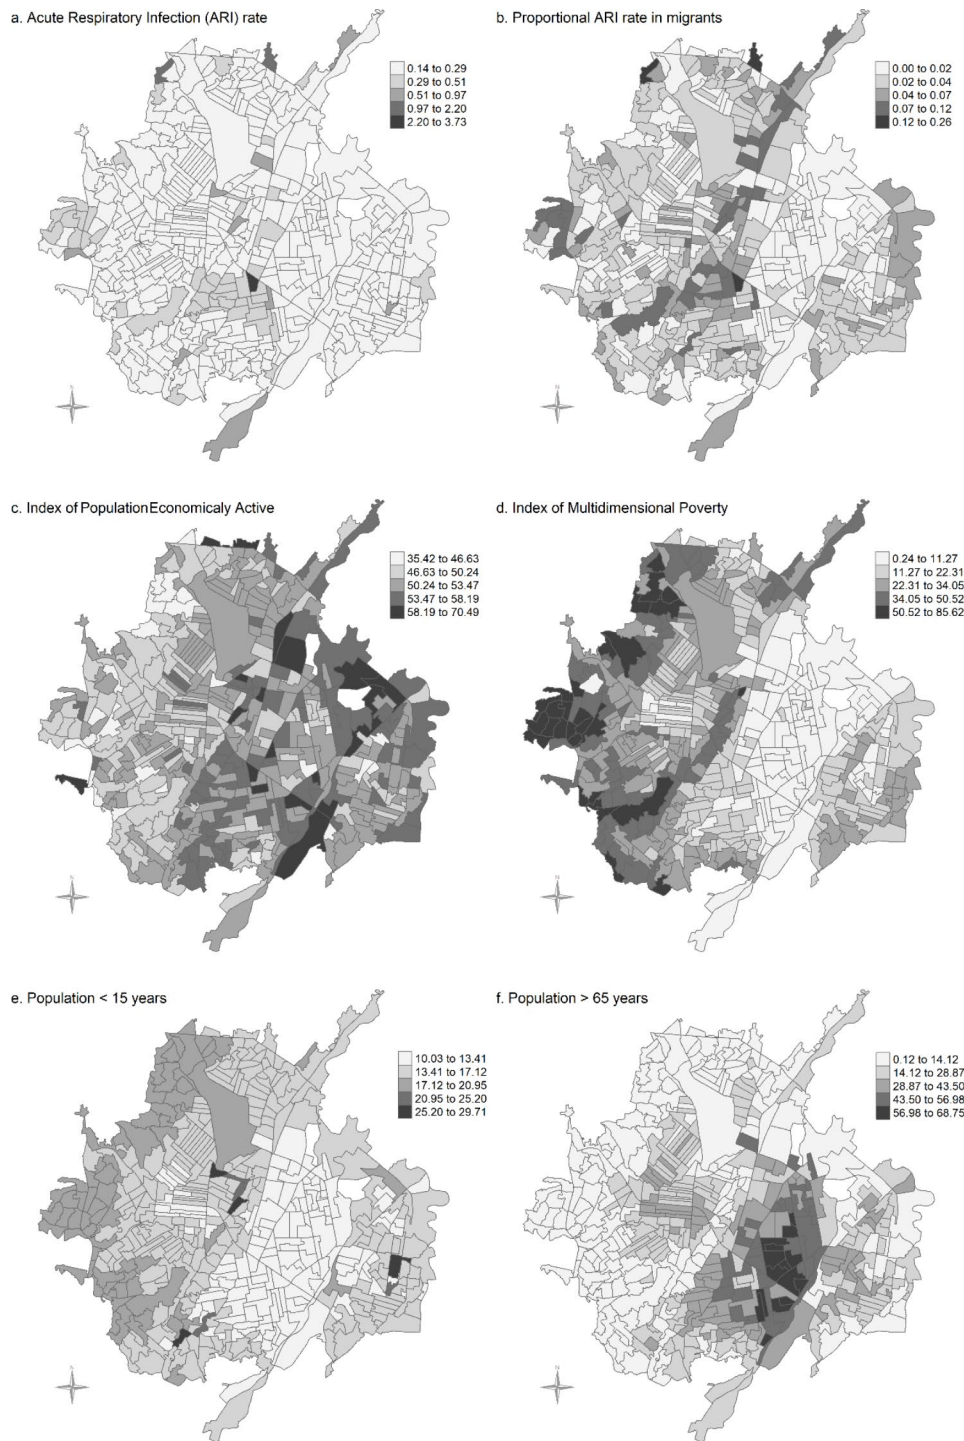 a. Acute Respiratory Infection (ARI) rate
0.14 to 0.29
0.29 to 0.51
0.51 to 0.97
0.97 to 2.20
2.20 to 3.73
N
b. Proportional ARI rate in migrants
0.00 to 0.02
0.02 to 0.04
0.04 to 0.07
0.07 to 0.12
0.12 to 0.26
N
c. Index of Population Economicaly Active
35.42 to 46.63
46.63 to 50.24
50.24 to 53.47
53.47 to 58.19
58.19 to 70.49
N
d. Index of Multidimensional Poverty
0.24 to 11.27
11.27 to 22.31
22.31 to 34.05
34.05 to 50.52
50.52 to 85.62
N
e. Population < 15 years
10.03 to 13.41
13.41 to 17.12
17.12 to 20.95
20.95 to 25.20
25.20 to 29.71
N
f. Population > 65 years
0.12 to 14.12
14.12 to 28.87
28.87 to 43.50
43.50 to 56.98
56.98 to 68.75
N